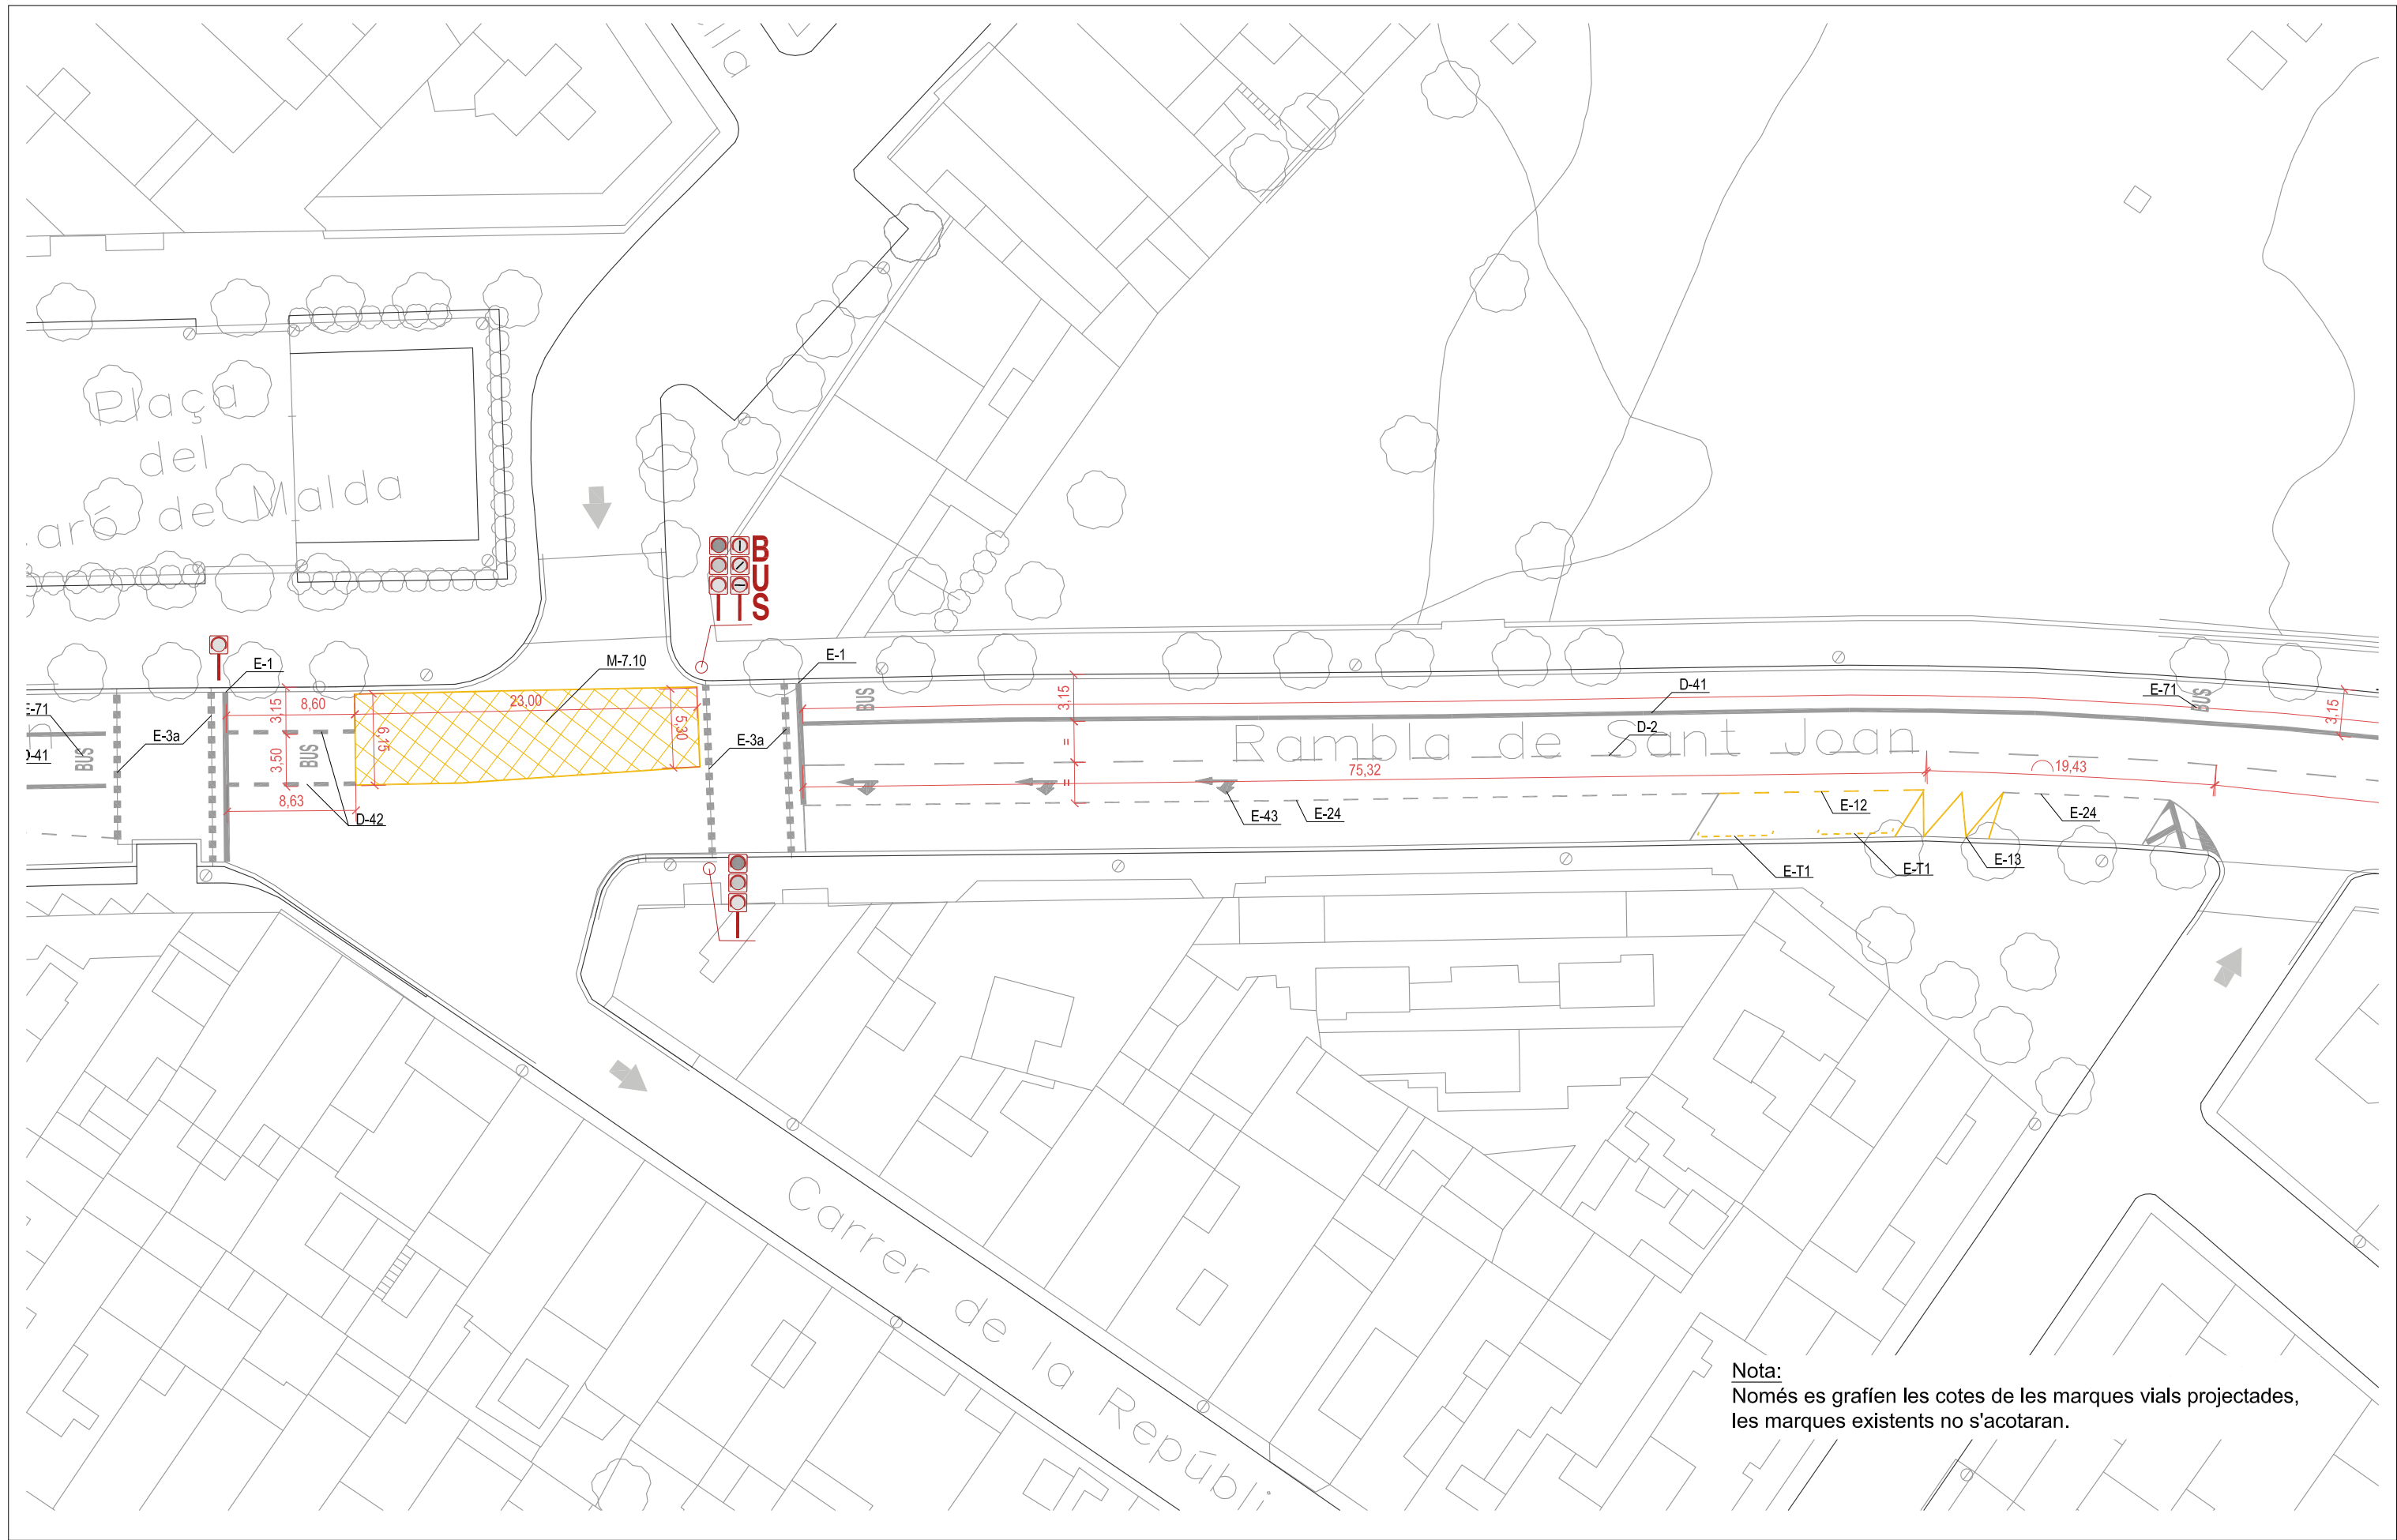 Plaça
del
de Malda
B
U
S
E-1
M-7.10
E-1
BUS
D-41
E-71
BUS
3,15
8,60
23,00
3,15
3,15
E-71
BUS
D-41
E-3a
BUS
3,50
6,15
5,30
E-3a
=
=
D-2
Rambla de Sant Joan
75,32
19,43
8,63
D-42
E-43
E-24
E-12
E-24
E-T1
E-T1
E-13
Carrer de la Repúbli
Nota:
Només es grafíen les cotes de les marques vials projectades,
les marques existents no s'acotaran.